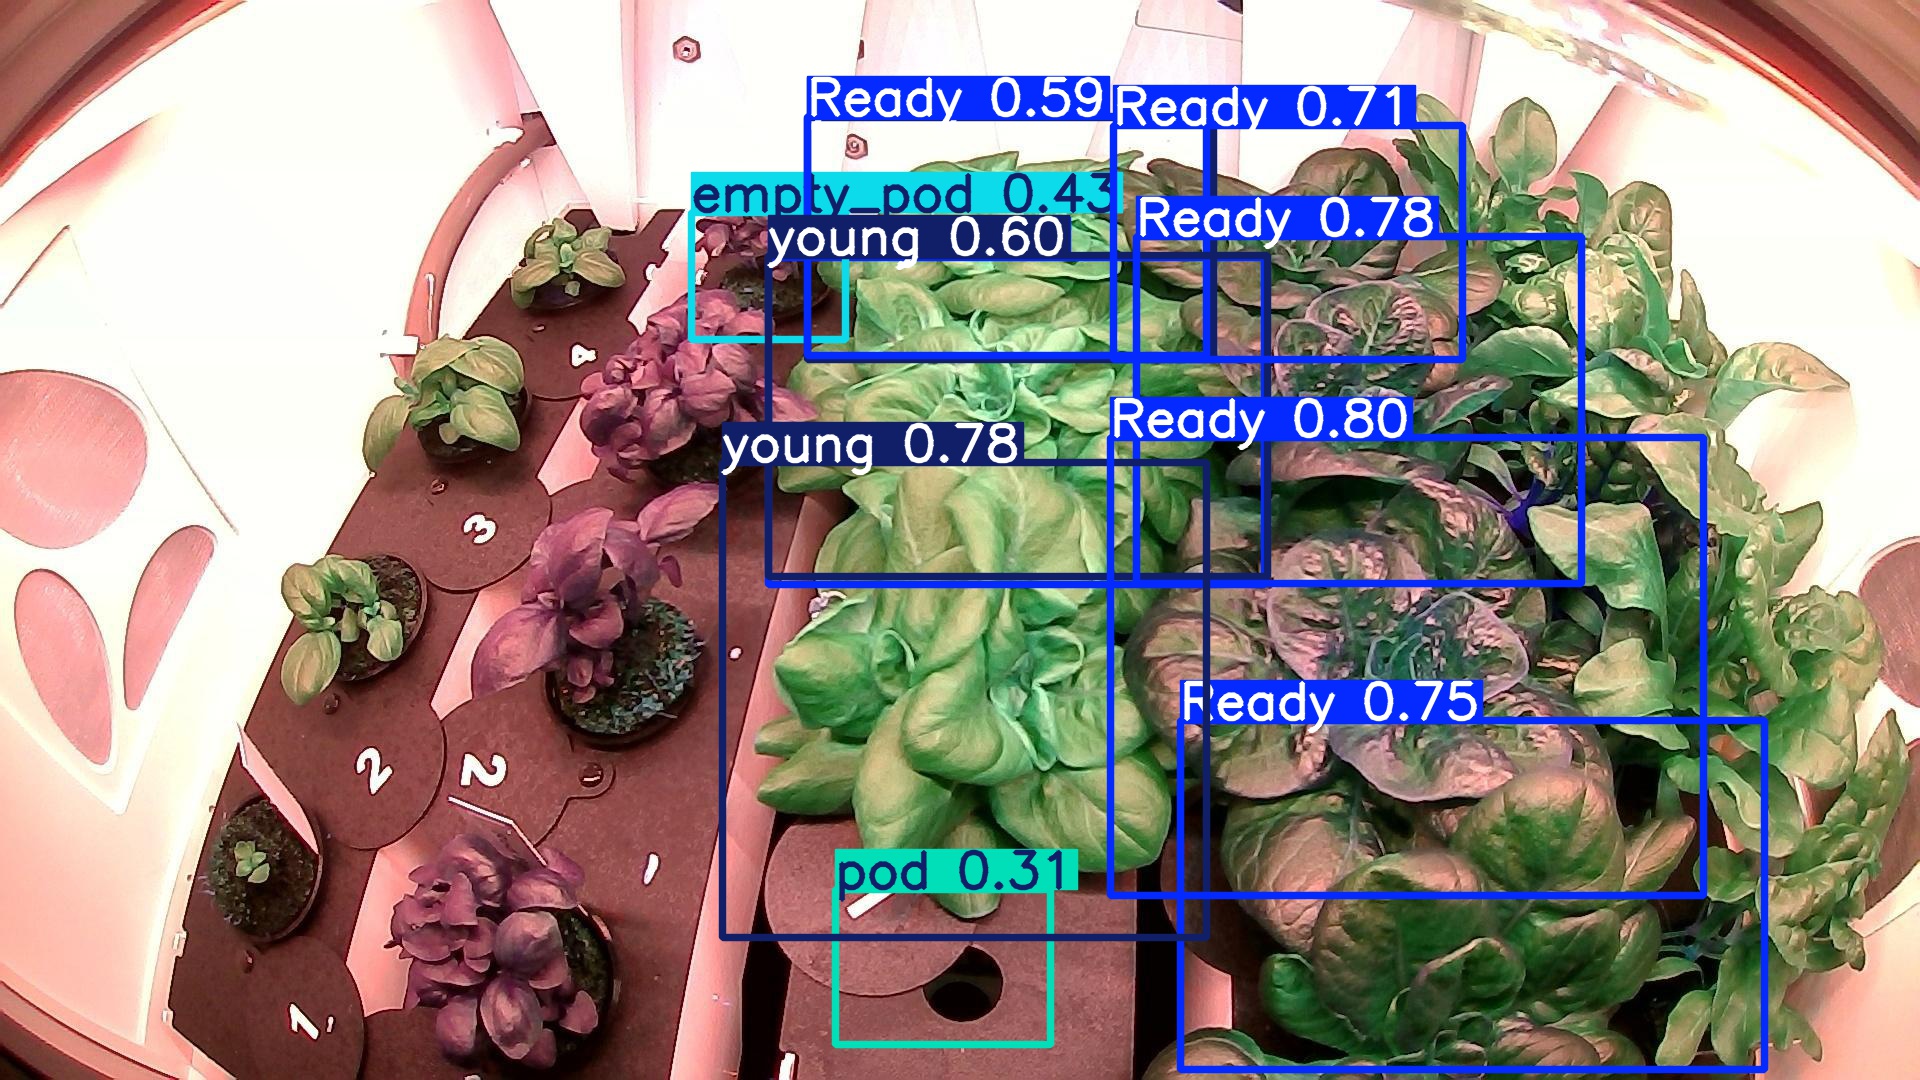 Ready 0.59
Ready 0.71
empty_pod 0.43
young 0.60
Ready 0.78
4
Ready 0.80
young 0.78
3
Ready 0.75
2
2
pod 0.31
1
1